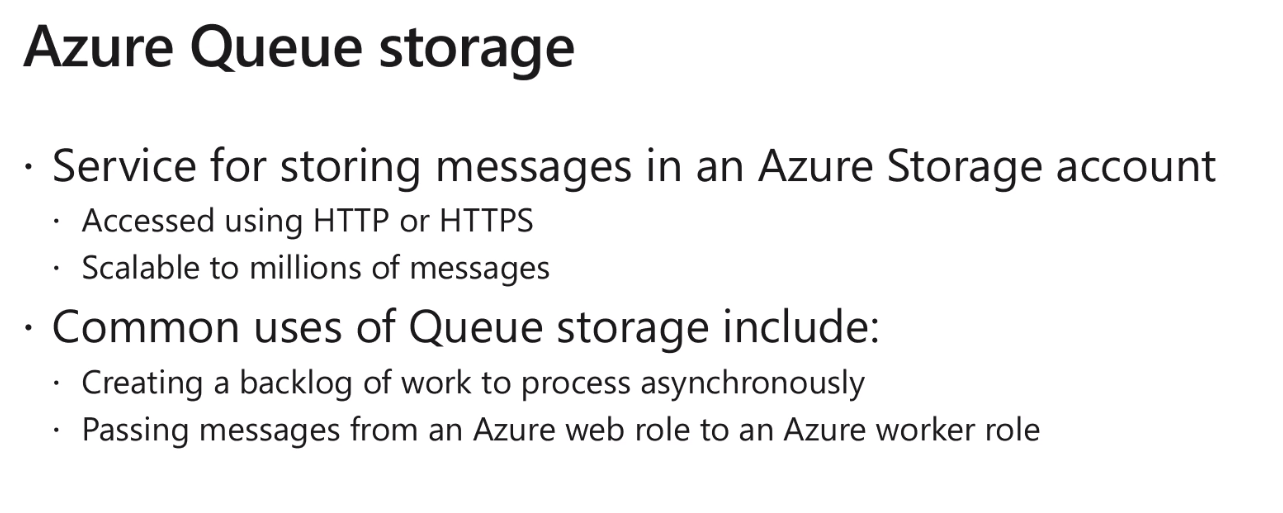 Azure Queue storage
· Service for storing messages in an Azure Storage account
· Accessed using HTTP or HTTPS
· Scalable to millions of messages
· Common uses of Queue storage include:
· Creating a backlog of work to process asynchronously
· Passing messages from an Azure web role to an Azure worker role